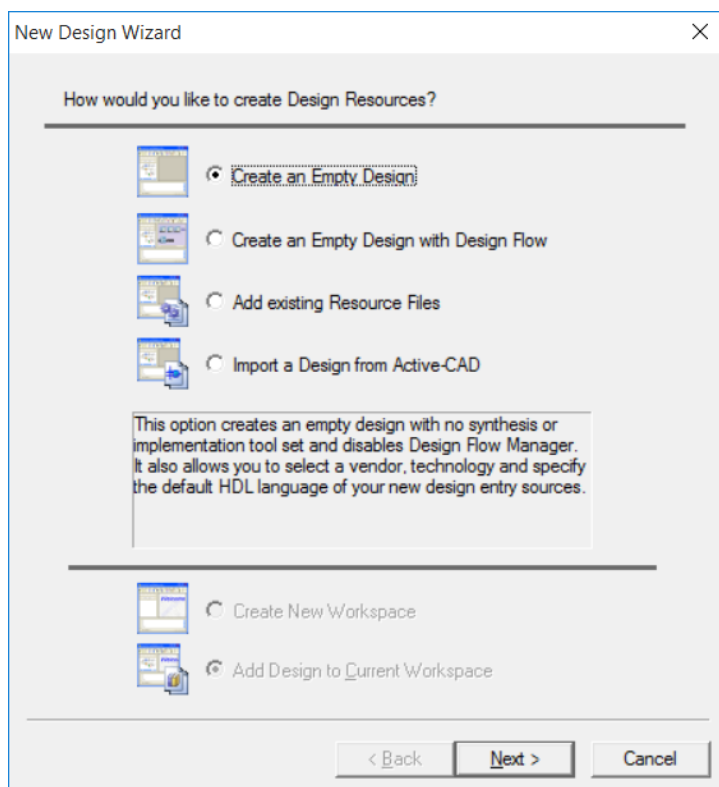 New Design Wizard
How would you like to create Design Resources?
Create an Empty Design
Create an Empty Design with Design Flow
Add existing Resource Files
Import a Design from Active-CAD
This option creates an empty design with no synthesis or
implementation tool set and disables Design Flow Manager.
It also allows you to select a vendor, technology and specify
the default HDL language of your new design entry sources.
Create New Workspace
Add Design to Current Workspace
< Back Next > Cancel